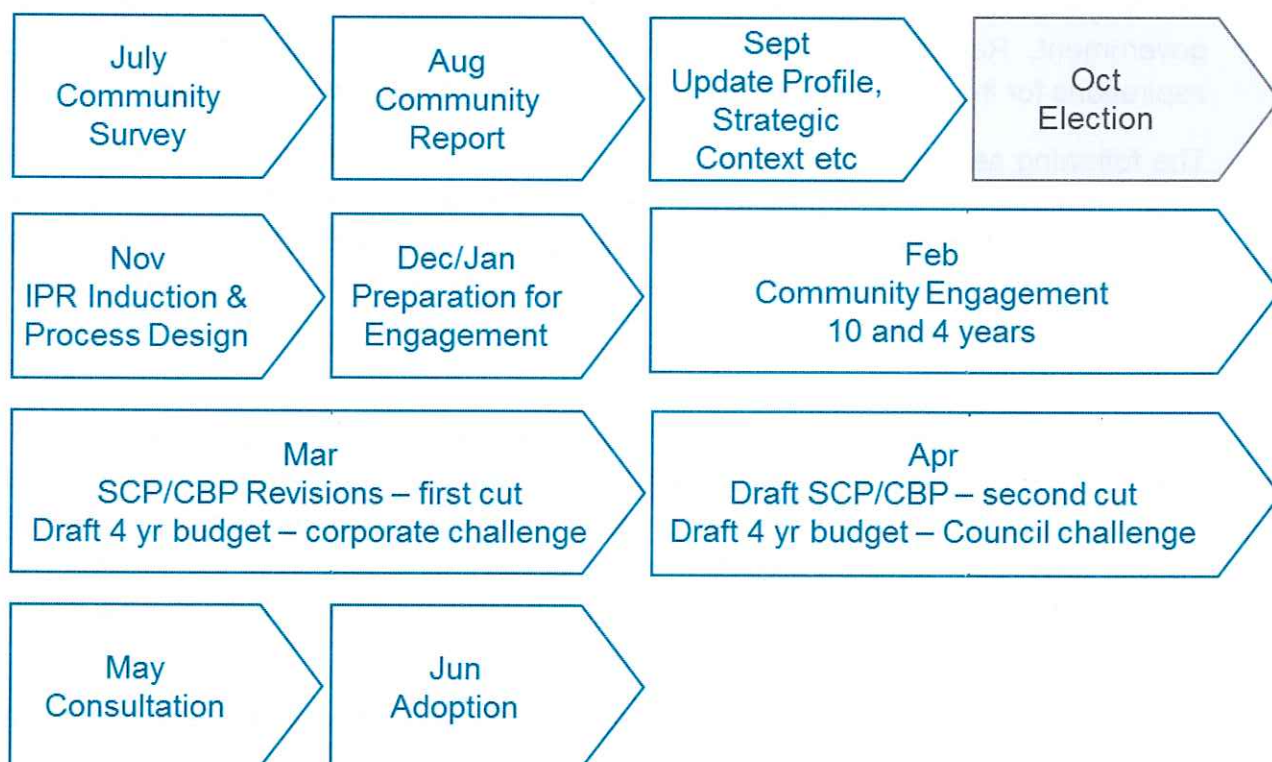 July
Community
Survey
Aug
Community
Report
Sept
Update Profile,
Strategic
Context etc
Oct
Election
Nov
IPR Induction &
Process Design
Dec/Jan
Preparation for
Engagement
Feb
Community Engagement
10 and 4 years
Mar
SCP/CBP Revisions – first cut
Draft 4 yr budget – corporate challenge
Apr
Draft SCP/CBP – second cut
Draft 4 yr budget – Council challenge
May
Consultation
Jun
Adoption